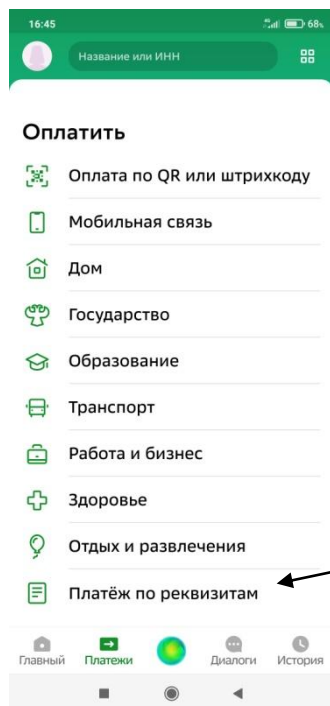 16:45
4G
68%
Название или ИНН
Оплатить
Оплата по QR или штрихкоду
Мобильная связь
Дом
Государство
Образование
Транспорт
Работа и бизнес
Здоровье
Отдых и развлечения
Платёж по реквизитам
Главный Платежи Диалоги История